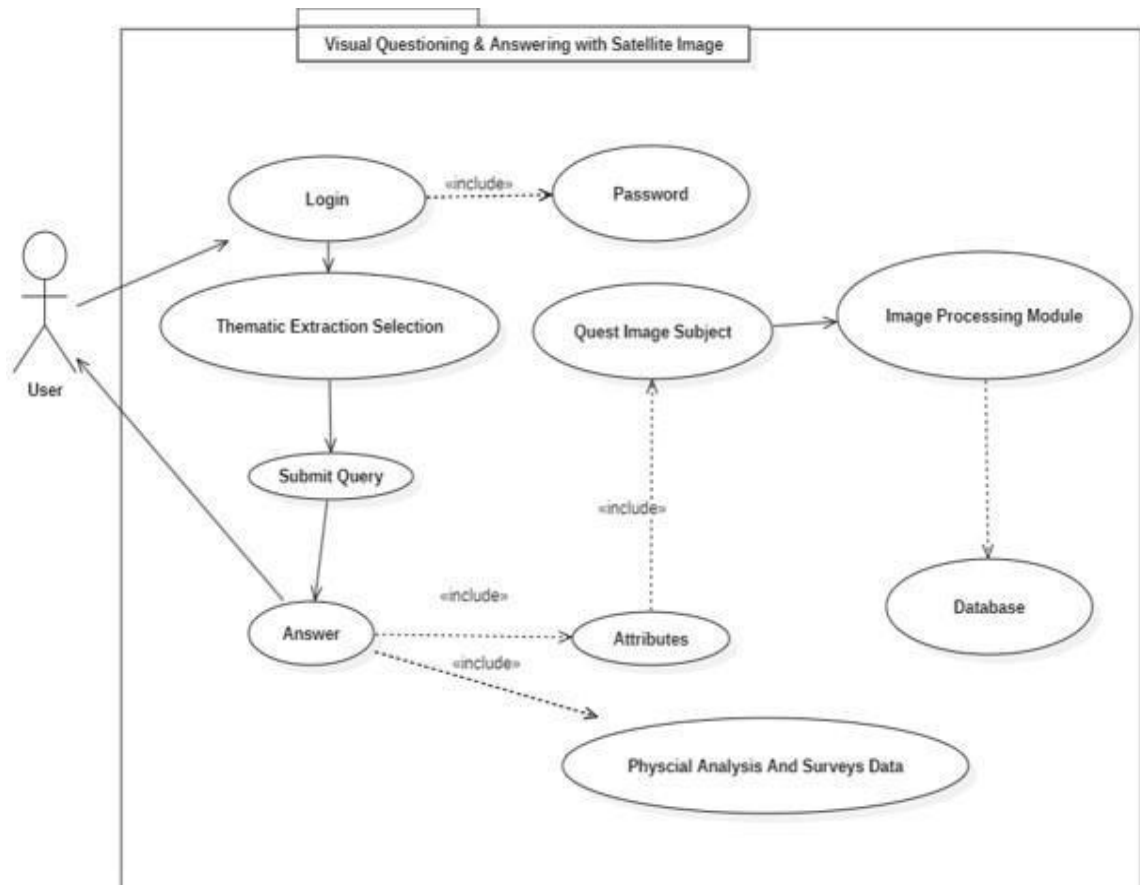 Visual Questioning & Answering with Satellite Image
Login
«include»
Password
Thematic Extraction Selection
Quest Image Subject
Image Processing Module
User
Submit Query
«include»
Answer
«include»
Attributes
Database
«include»
Physcial Analysis And Surveys Data